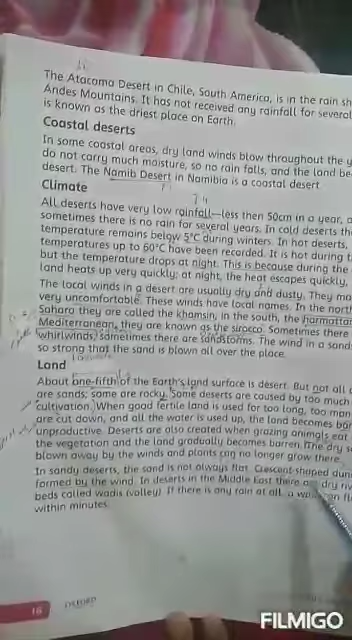 The Atacama Desert in Chile, South America, is in the rain sh
Andes Mountains. It has not received any rainfall for several
is known as the driest place on Earth.
Coastal deserts
In some coastal areas, dry land winds blow throughout the y
do not carry much moisture, so no rain falls, and the land be
desert. The Namib Desert in Namibia is a coastal desert.
Climate
All deserts have very low rainfall—less then 50cm in a year, a
sometimes there is no rain for several years. In cold deserts th
temperature remains below 5°C during winters. In hot deserts,
temperatures up to 60°C have been recorded. It is hot during t
but the temperature drops at night. This is because during the
land heats up very quickly; at night, the heat escapes quickly,
The local winds in a desert are usually dry and dusty. They ma
very uncomfortable. These winds have local names. In the north
Sahara they are called the khamsin, in the south, the harmattan
Mediterranean, they are known as the sirocco. Sometimes there
whirlwinds, sometimes there are sandstorms. The wind in a sand
so strong that the sand is blown all over the place.
Land
About one-fifth of the Earth's land surface is desert. But not all d
are sands; some are rocky. Some deserts are caused by too much
cultivation. When good fertile land is used for too long, too man
are cut down, and all the water is used up, the land becomes bar
unproductive. Deserts are also created when grazing animals eat
the vegetation and the land gradually becomes barren. The dry s
blown away by the winds and plants can no longer grow there.
In sandy deserts, the sand is not always flat. Crescent-shaped dun
formed by the wind. In deserts in the Middle East there are dry riv
beds called wadis (valley). If there is any rain at all, a wadi can fl
within minutes.
16
OXFORD
FILMIGO